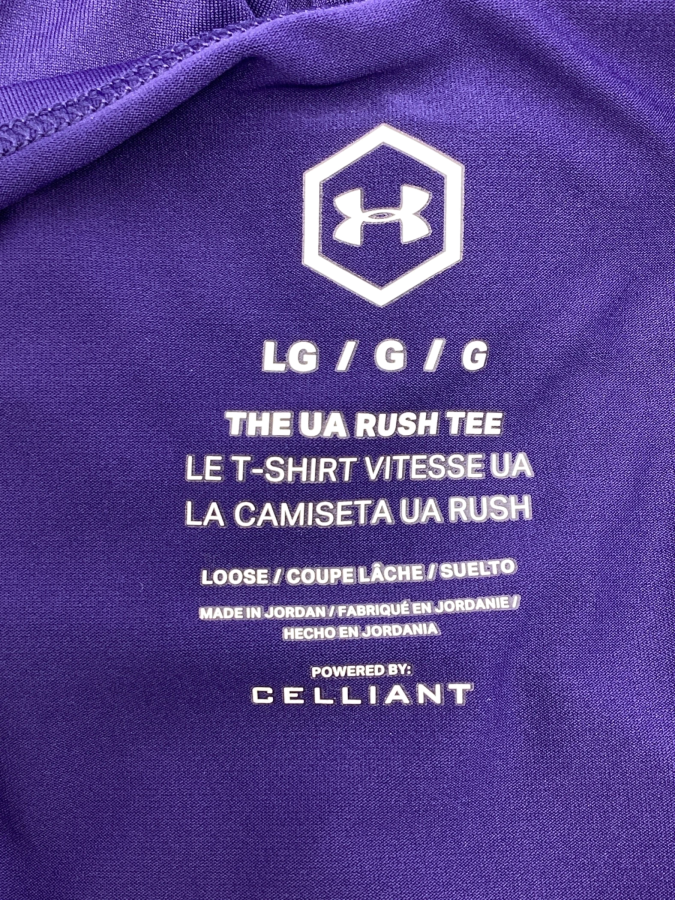 LG / G / G
THE UA RUSH TEE
LE T-SHIRT VITESSE UA
LA CAMISETA UA RUSH
LOOSE / COUPE LÂCHE / SUELTO
MADE IN JORDAN / FABRIQUÉ EN JORDANIE /
HECHO EN JORDANIA
POWERED BY:
CELLIANT